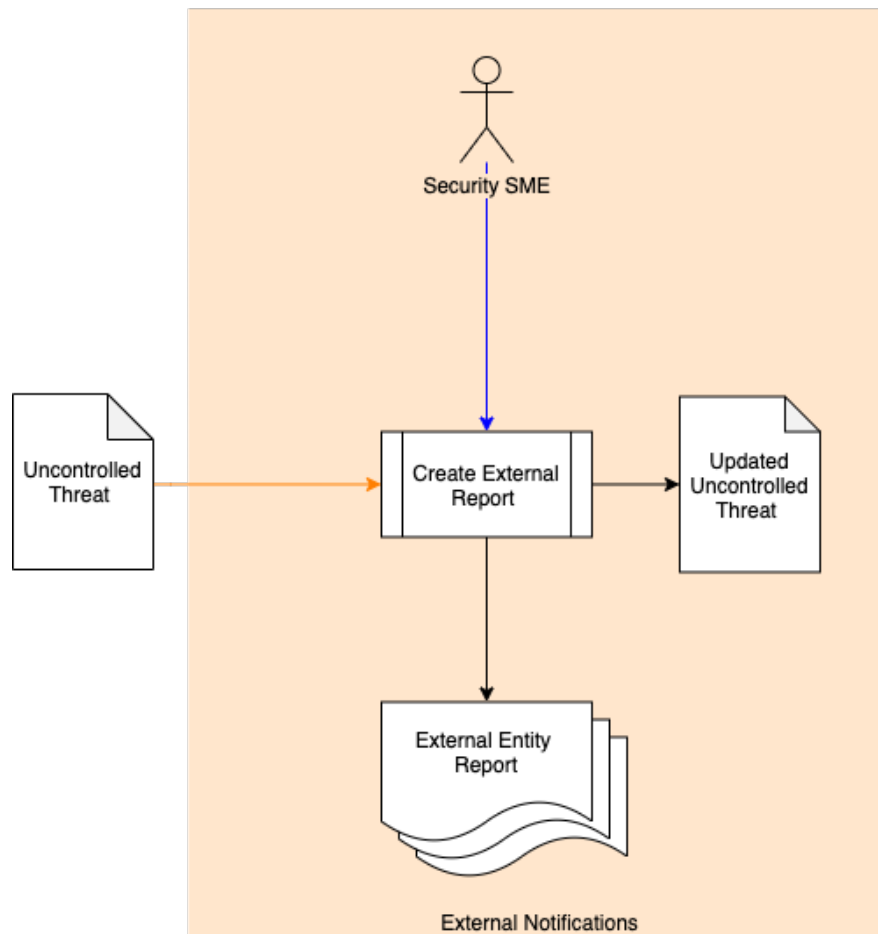 Security SME
Uncontrolled
Threat
Create External
Report
Updated
Uncontrolled
Threat
External Entity
Report
External Notifications